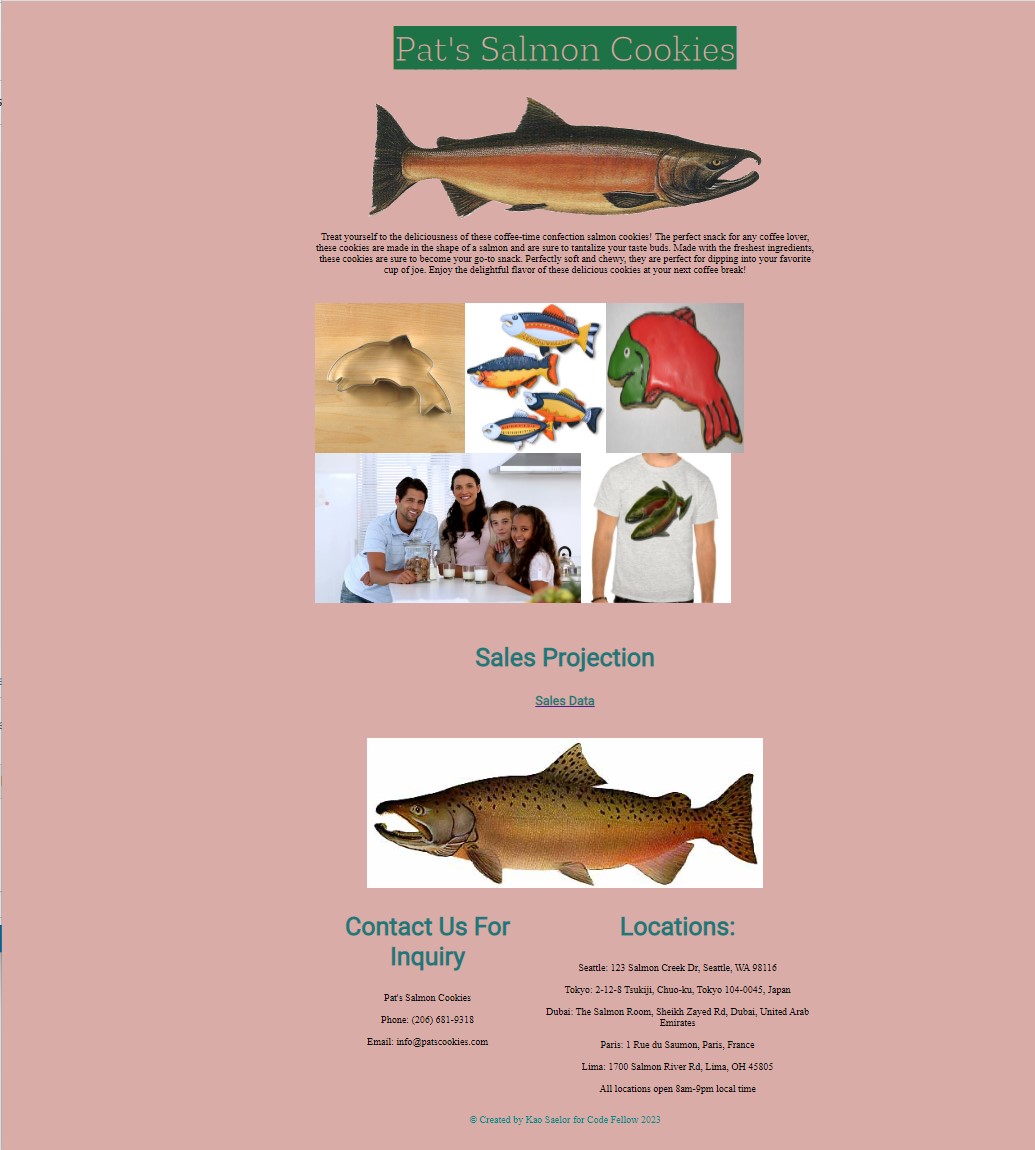 Pat's Salmon Cookies
Treat yourself to the deliciousness of these coffee-time confection salmon cookies! The perfect snack for any coffee lover,
these cookies are made in the shape of a salmon and are sure to tantalize your taste buds. Made with the freshest ingredients,
these cookies are sure to become your go-to snack. Perfectly soft and chewy, they are perfect for dipping into your favorite
cup of joe. Enjoy the delightful flavor of these delicious cookies at your next coffee break!
Sales Projection
Sales Data
Contact Us For
Inquiry
Pat's Salmon Cookies
Phone: (206) 681-9318
Email: info@patscookies.com
Locations:
Seattle: 123 Salmon Creek Dr, Seattle, WA 98116
Tokyo: 2-12-8 Tsukiji, Chuo-ku, Tokyo 104-0045, Japan
Dubai: The Salmon Room, Sheikh Zayed Rd, Dubai, United Arab
Emirates
Paris: 1 Rue du Saumon, Paris, France
Lima: 1700 Salmon River Rd, Lima, OH 45805
All locations open 8am-9pm local time
© Created by Kao Saelor for Code Fellow 2023